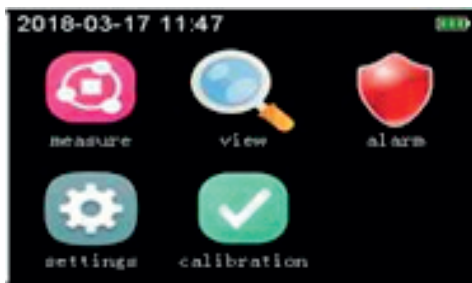 2018-03-17 11:47
measure view alarm
settings calibration